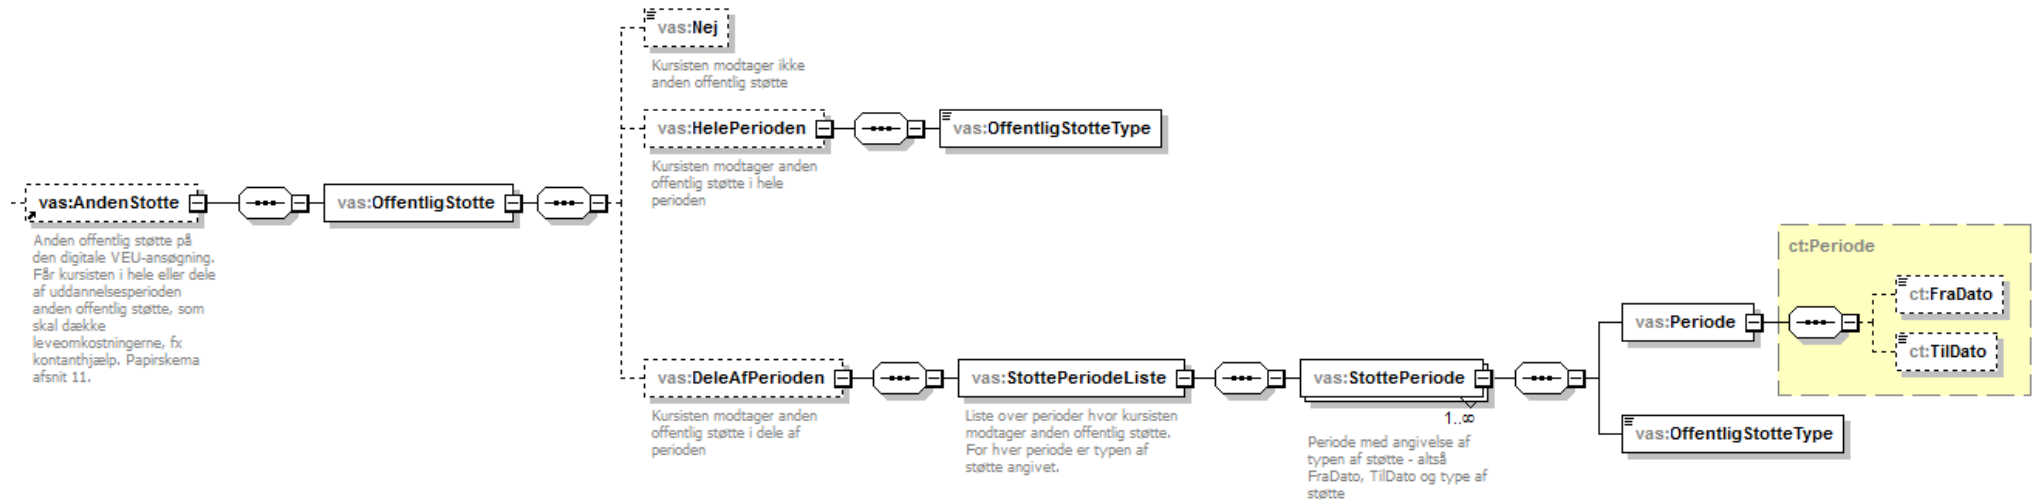 vas:Nej
Kursisten modtager ikke
anden offentlig støtte
vas:HelePerioden
vas:OffentligStotteType
Kursisten modtager anden
offentlig støtte i hele
perioden
vas:AndenStotte
vas:OffentligStotte
Anden offentlig støtte på
den digitale VEU-ansøgning.
Får kursisten i hele eller dele
af uddannelsesperioden
anden offentlig støtte, som
skal dække
leveomkostningerne, fx
kontanthjælp. Papirskema
afsnit 11.
vas:DeleAfPerioden
Kursisten modtager anden
offentlig støtte i dele af
perioden
vas:StottePeriodeListe
Liste over perioder hvor kursisten
modtager anden offentlig støtte.
For hver periode er typen af
støtte angivet.
vas:StottePeriode
1..∞
Periode med angivelse af
typen af støtte - altså
FraDato, TilDato og type af
støtte
ct:Periode
vas:Periode
ct:FraDato
ct:TilDato
vas:OffentligStotteType